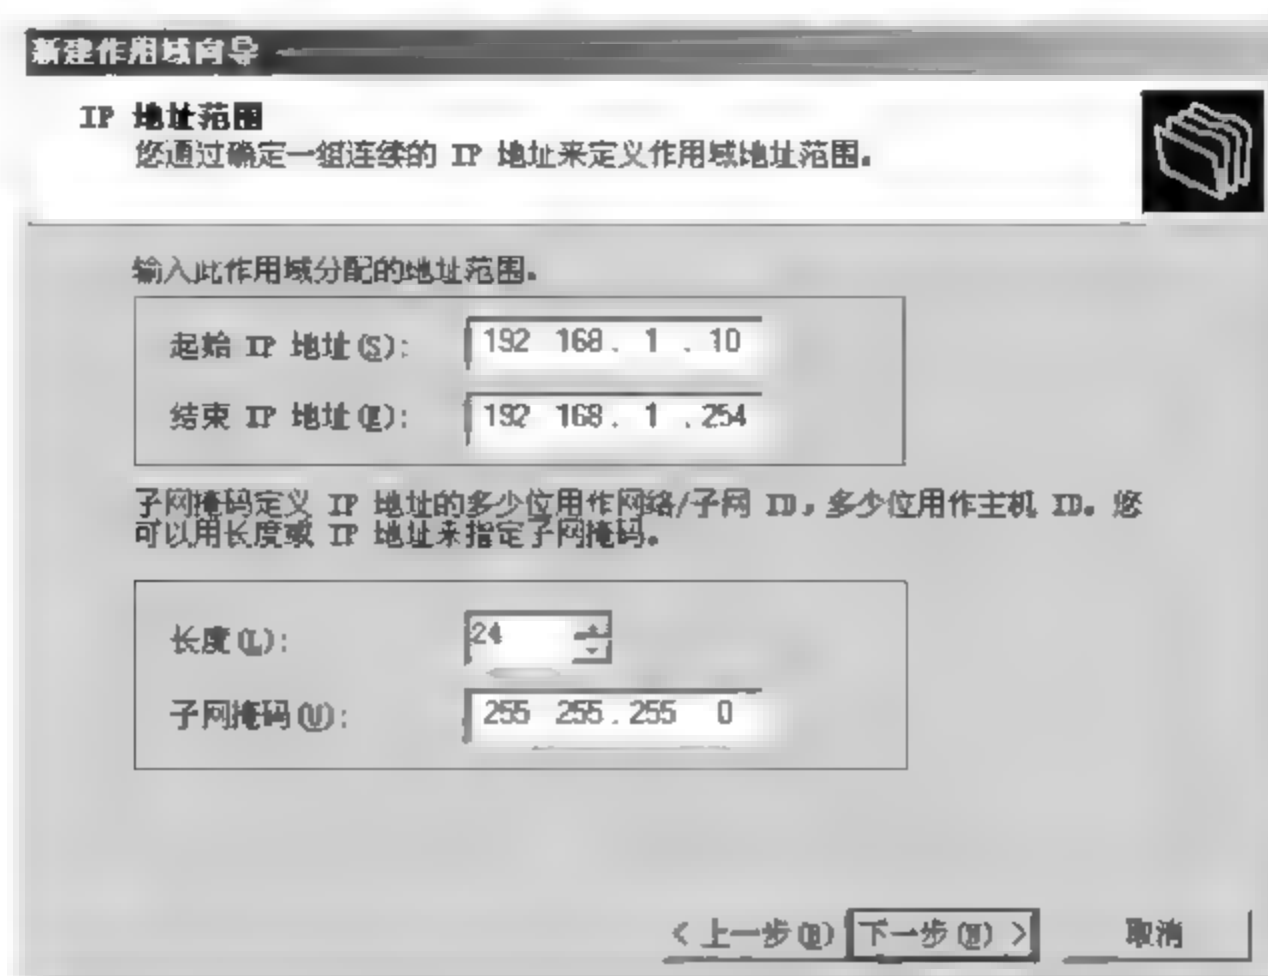 新建作用域向导
IP 地址范围
您通过确定一组连续的 IP 地址来定义作用域地址范围。
输入此作用域分配的地址范围。
起始 IP 地址(S): 192 168. 1 . 10
结束 IP 地址(E): 192 168. 1 .254
子网掩码定义 IP 地址的多少位用作网络/子网 ID,多少位用作主机 ID。您
可以用长度或 IP 地址来指定子网掩码。
长度(L): 24
子网掩码(U): 255 255.255 0
< 上一步(B) 下一步(N) > 取消